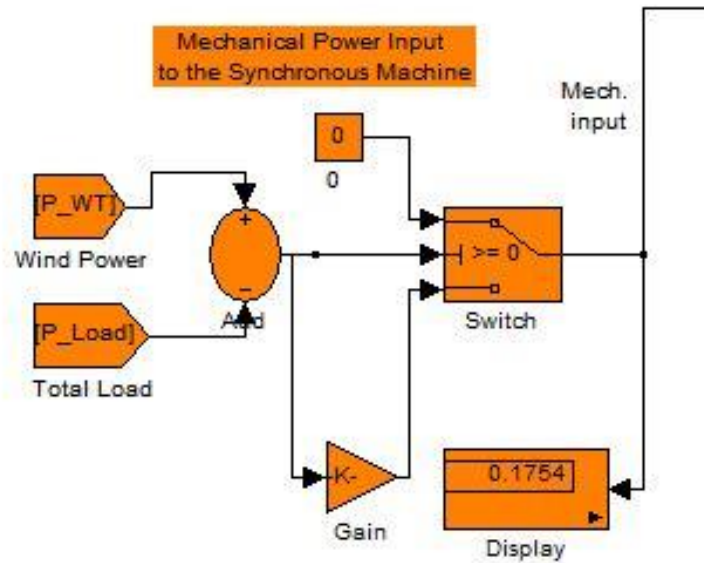 Mechanical Power Input
to the Synchronous Machine
Mech.
input
0
0
[P_WT]
+
Wind Power
>= 0
−
[P_Load]
Add
Switch
Total Load
-K-
0.1754
Gain
Display